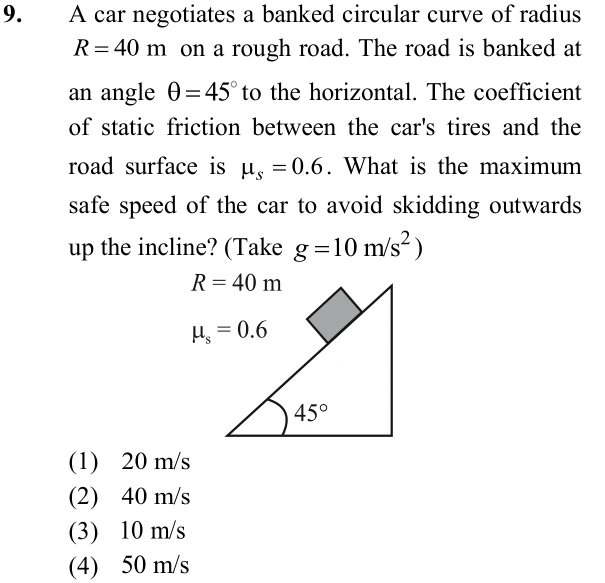 9. A car negotiates a banked circular curve of radius
R = 40 m on a rough road. The road is banked at
an angle θ = 45° to the horizontal. The coefficient
of static friction between the car's tires and the
road surface is μₛ = 0.6. What is the maximum
safe speed of the car to avoid skidding outwards
up the incline? (Take g = 10 m/s²)
R = 40 m
μₛ = 0.6
45°
(1) 20 m/s
(2) 40 m/s
(3) 10 m/s
(4) 50 m/s